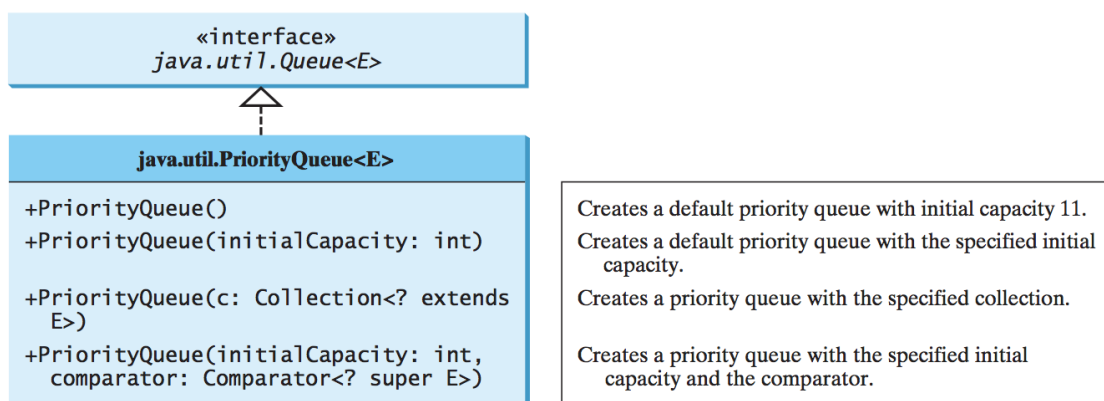 «interface»
java.util.Queue<E>
java.util.PriorityQueue<E>
+PriorityQueue()
+PriorityQueue(initialCapacity: int)
+PriorityQueue(c: Collection<? extends
E>)
+PriorityQueue(initialCapacity: int,
comparator: Comparator<? super E>)
Creates a default priority queue with initial capacity 11.
Creates a default priority queue with the specified initial
capacity.
Creates a priority queue with the specified collection.
Creates a priority queue with the specified initial
capacity and the comparator.